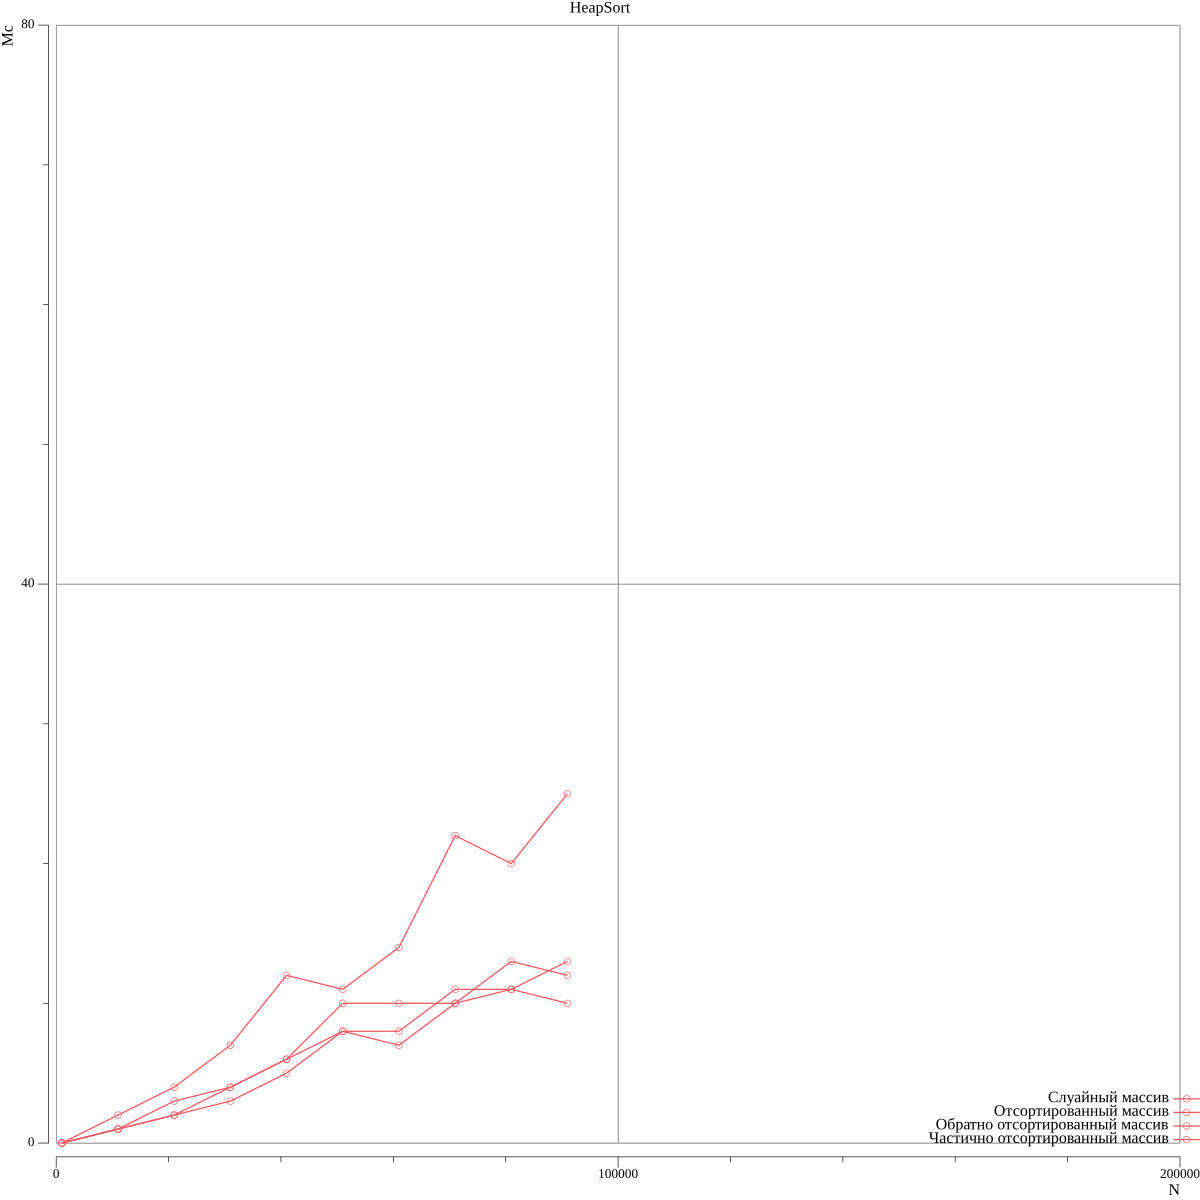 HeapSort
Мс
80
40
0
0
100000
200000
N
Слуайный массив
Отсортированный массив
Обратно отсортированный массив
Частично отсортированный массив